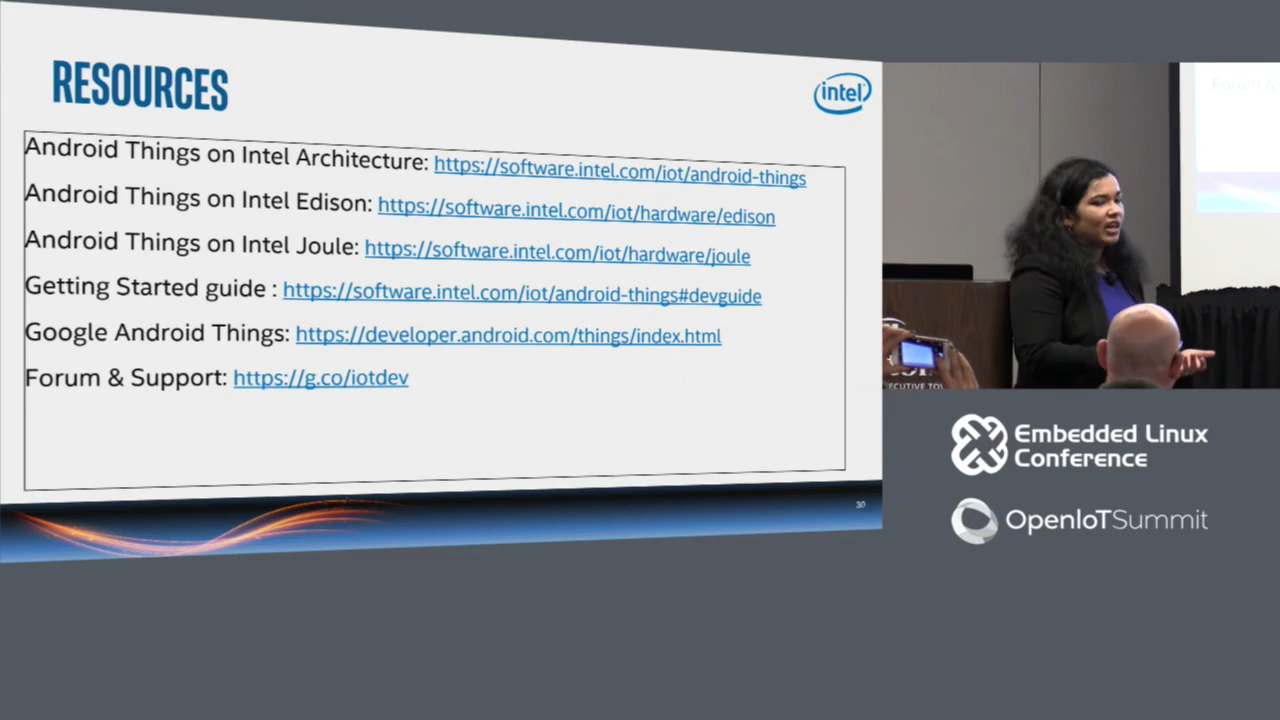 RESOURCES
intel
Android Things on Intel Architecture: https://software.intel.com/iot/android-things
Android Things on Intel Edison: https://software.intel.com/iot/hardware/edison
Android Things on Intel Joule: https://software.intel.com/iot/hardware/joule
Getting Started guide : https://software.intel.com/iot/android-things#devguide
Google Android Things: https://developer.android.com/things/index.html
Forum & Support: https://g.co/iotdev
30
Forum &
Embedded Linux
Conference
OpenIoTSummit